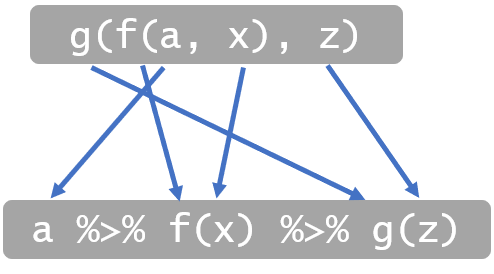 g(f(a, x), z)
a %>% f(x) %>% g(z)